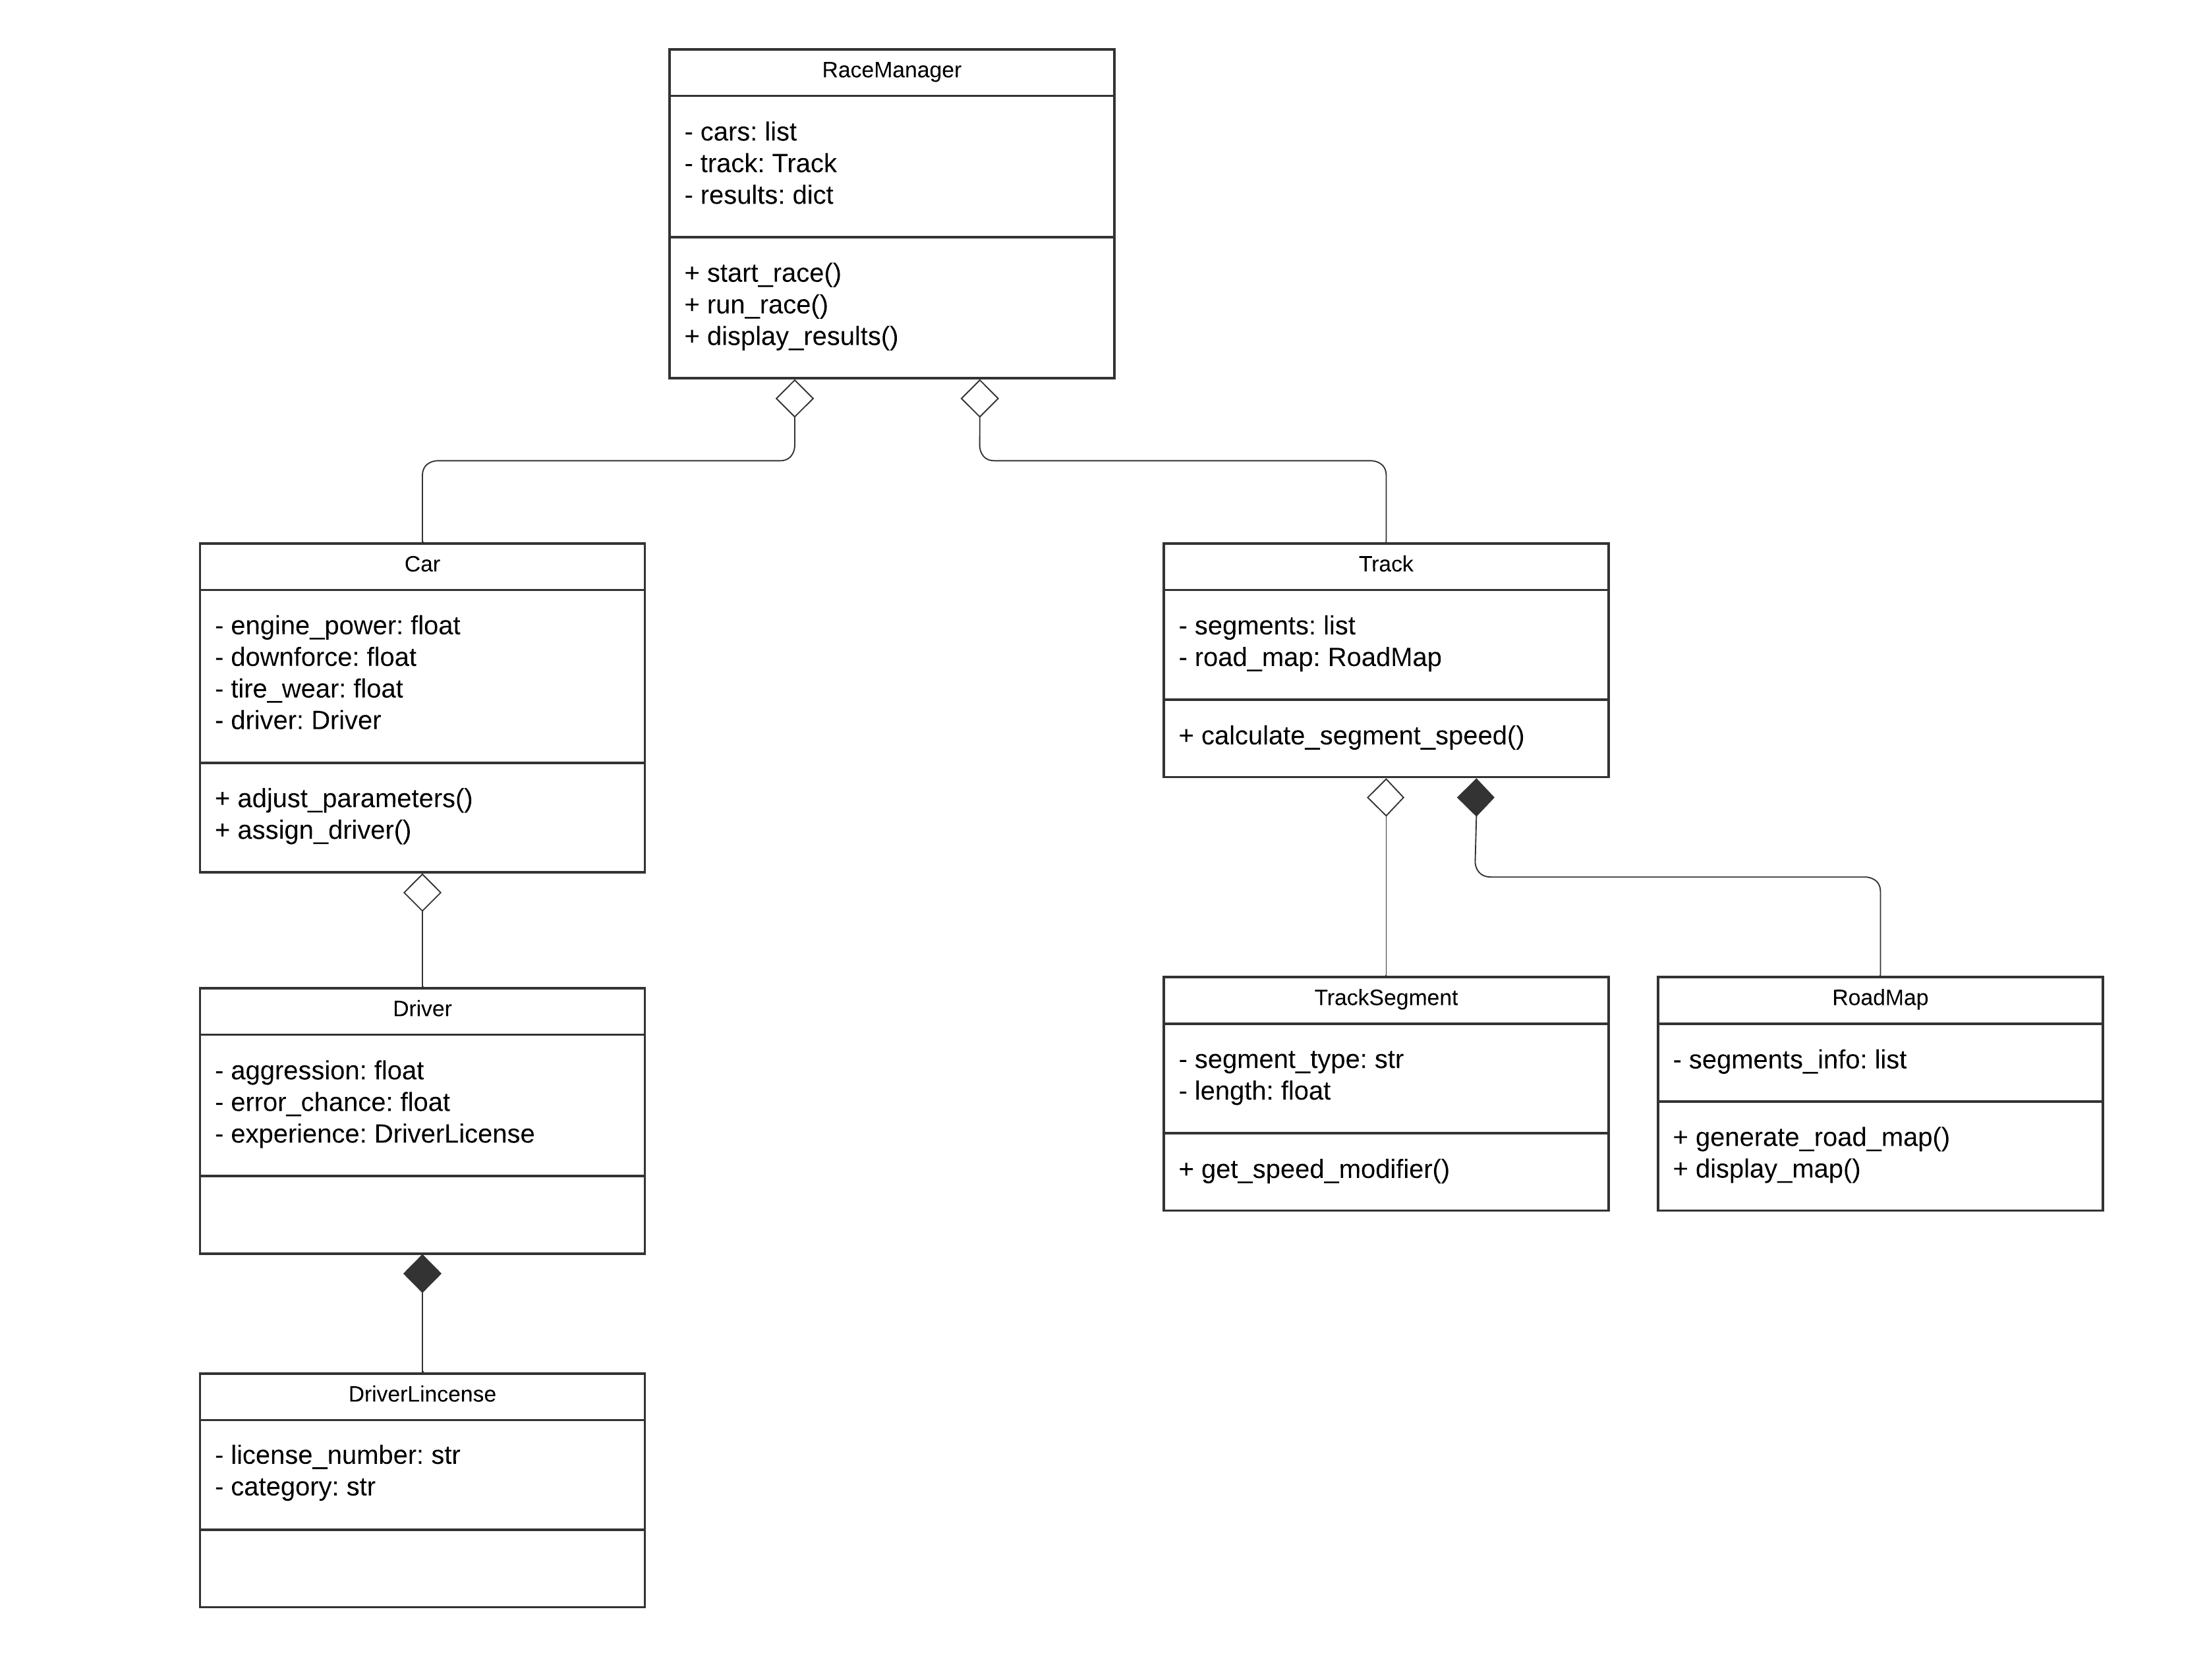 RaceManager
- cars: list
- track: Track
- results: dict
+ start_race()
+ run_race()
+ display_results()
Car
- engine_power: float
- downforce: float
- tire_wear: float
- driver: Driver
+ adjust_parameters()
+ assign_driver()
Track
- segments: list
- road_map: RoadMap
+ calculate_segment_speed()
Driver
- aggression: float
- error_chance: float
- experience: DriverLicense
TrackSegment
- segment_type: str
- length: float
+ get_speed_modifier()
RoadMap
- segments_info: list
+ generate_road_map()
+ display_map()
DriverLincense
- license_number: str
- category: str